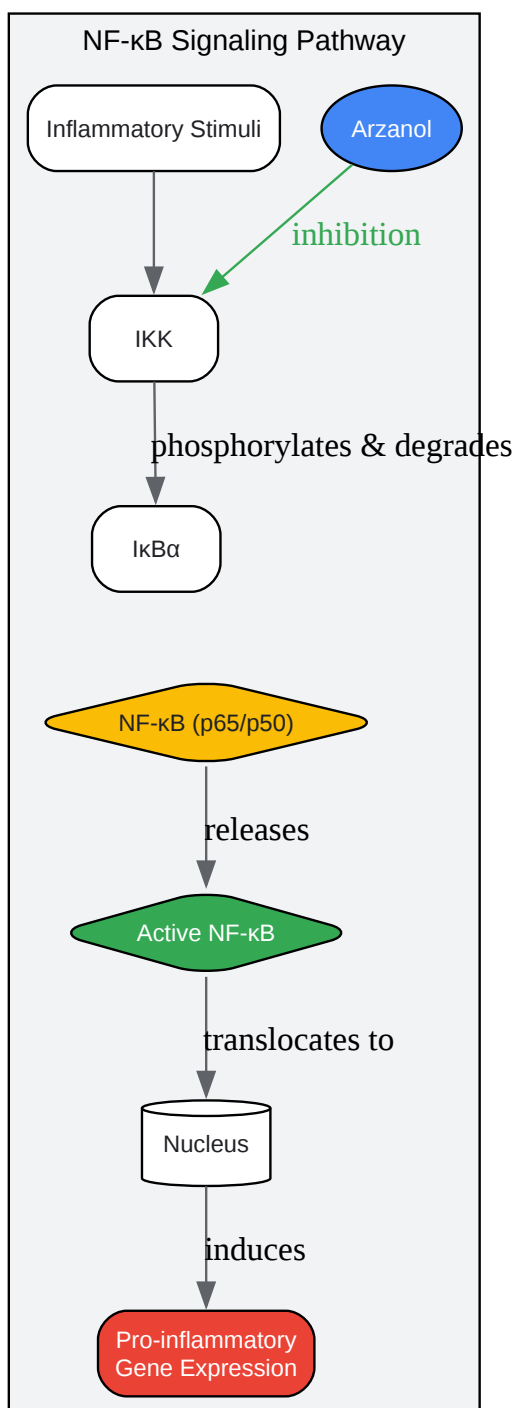 NF-κB Signaling Pathway
Inflammatory Stimuli
Arzanol
inhibition
IKK
phosphorylates & degrades
IκBα
NF-κB (p65/p50)
releases
Active NF-κB
translocates to
Nucleus
induces
Pro-inflammatory
Gene Expression